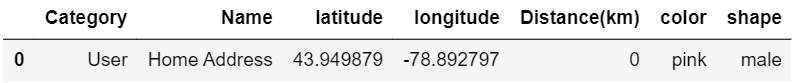 Category Name latitude longitude Distance(km) color shape
0 User Home Address 43.949879 -78.892797 0 pink male